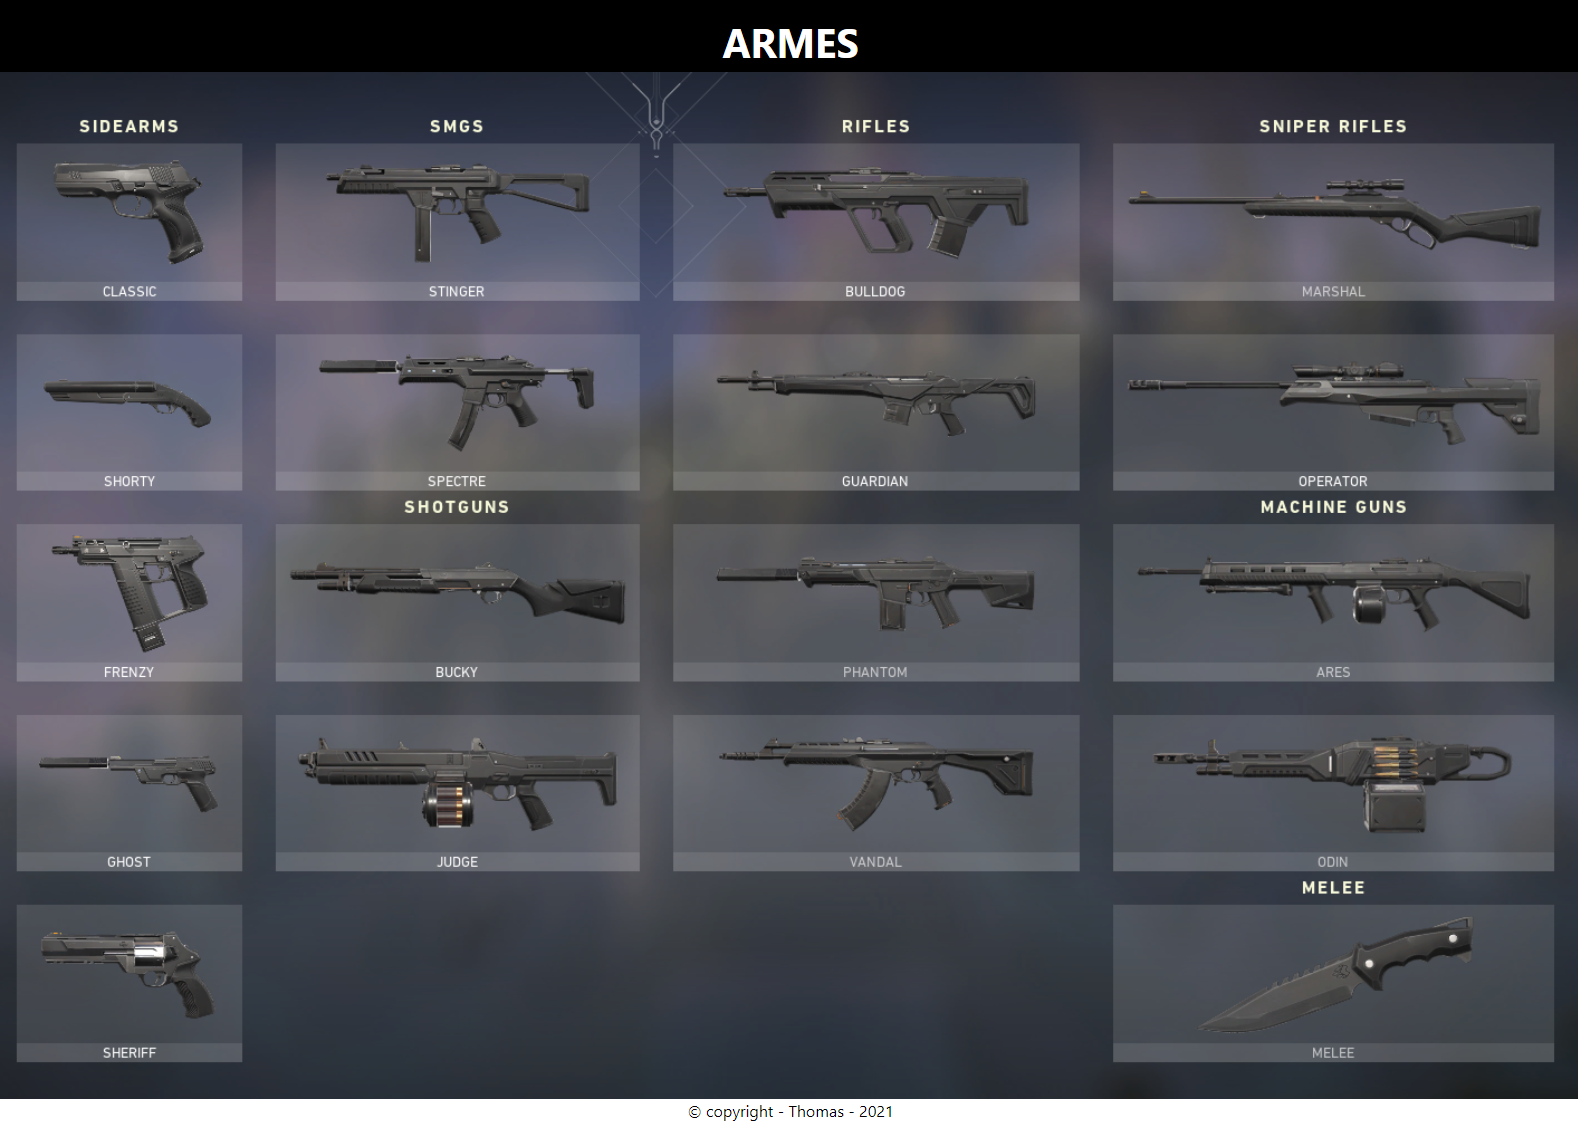 ARMES
SIDEARMS
SMGS
RIFLES
SNIPER RIFLES
CLASSIC
STINGER
BULLDOG
MARSHAL
SHORTY
SPECTRE
GUARDIAN
OPERATOR
SHOTGUNS
MACHINE GUNS
FRENZY
BUCKY
PHANTOM
ARES
GHOST
JUDGE
VANDAL
ODIN
MELEE
SHERIFF
MELEE
© copyright - Thomas - 2021